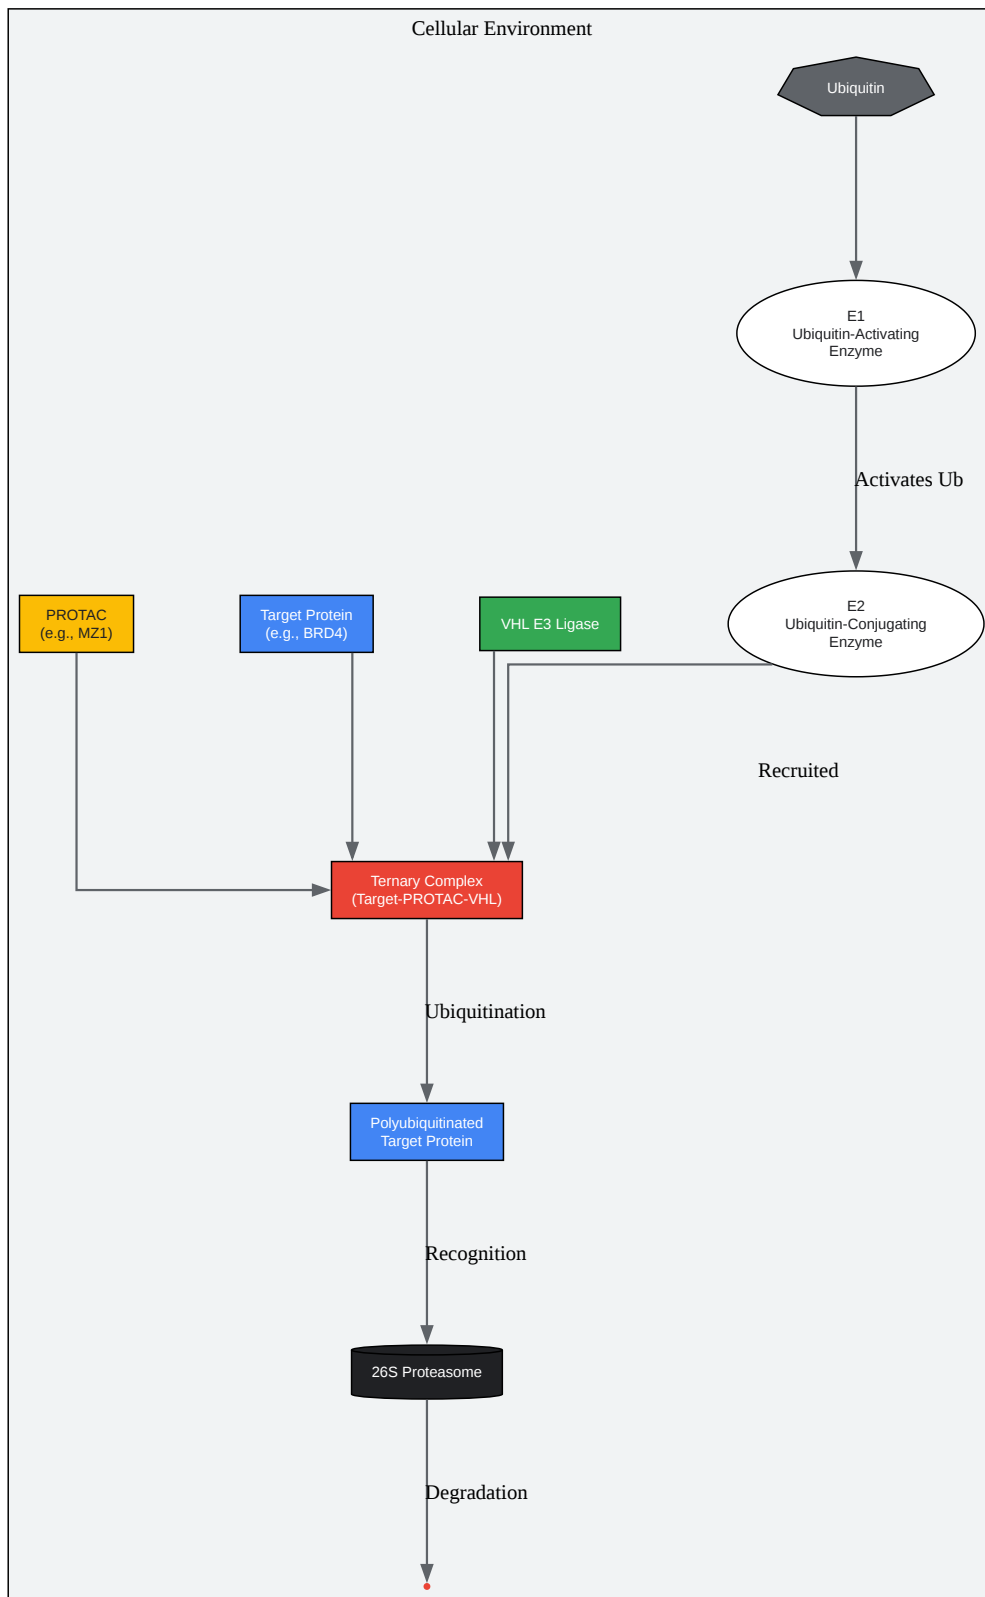 Cellular Environment
Ubiquitin
E1
Ubiquitin-Activating
Enzyme
Activates Ub
PROTAC
(e.g., MZ1)
Target Protein
(e.g., BRD4)
VHL E3 Ligase
E2
Ubiquitin-Conjugating
Enzyme
Recruited
Ternary Complex
(Target-PROTAC-VHL)
Ubiquitination
Polyubiquitinated
Target Protein
Recognition
26S Proteasome
Degradation